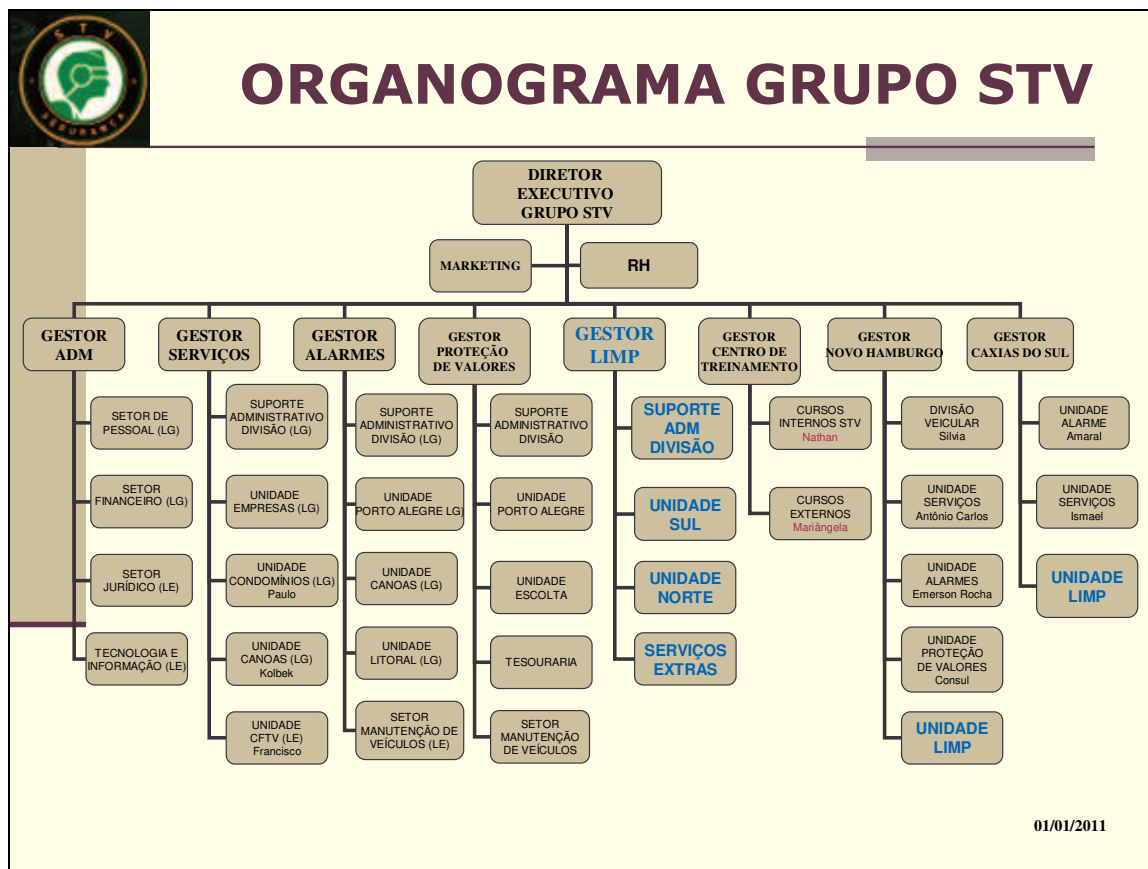 STV
SEGURANÇA
ORGANOGRAMA GRUPO STV
DIRETOR
EXECUTIVO
GRUPO STV
MARKETING
RH
GESTOR
ADM
GESTOR
SERVIÇOS
GESTOR
ALARMES
GESTOR
PROTEÇÃO
DE VALORES
GESTOR
LIMP
GESTOR
CENTRO DE
TREINAMENTO
GESTOR
NOVO HAMBURGO
GESTOR
CAXIAS DO SUL
SETOR DE
PESSOAL (LG)
SETOR
FINANCEIRO (LG)
SETOR
JURÍDICO (LE)
TECNOLOGIA E
INFORMAÇÃO (LE)
SUPORTE
ADMINISTRATIVO
DIVISÃO (LG)
UNIDADE
EMPRESAS (LG)
UNIDADE
CONDOMÍNIOS (LG)
Paulo
UNIDADE
CANOAS (LG)
Kolbek
UNIDADE
CFTV (LE)
Francisco
SUPORTE
ADMINISTRATIVO
DIVISÃO (LG)
UNIDADE
PORTO ALEGRE LG)
UNIDADE
CANOAS (LG)
UNIDADE
LITORAL (LG)
SETOR
MANUTENÇÃO DE
VEÍCULOS (LE)
SUPORTE
ADMINISTRATIVO
DIVISÃO
UNIDADE
PORTO ALEGRE
UNIDADE
ESCOLTA
TESOURARIA
SETOR
MANUTENÇÃO
DE VEÍCULOS
SUPORTE
ADM
DIVISÃO
UNIDADE
SUL
UNIDADE
NORTE
SERVIÇOS
EXTRAS
CURSOS
INTERNOS STV
Nathan
CURSOS
EXTERNOS
Mariângela
DIVISÃO
VEICULAR
Silvia
UNIDADE
SERVIÇOS
Antônio Carlos
UNIDADE
ALARMES
Emerson Rocha
UNIDADE
PROTEÇÃO
DE VALORES
Consul
UNIDADE
LIMP
UNIDADE
ALARME
Amaral
UNIDADE
SERVIÇOS
Ismael
UNIDADE
LIMP
01/01/2011